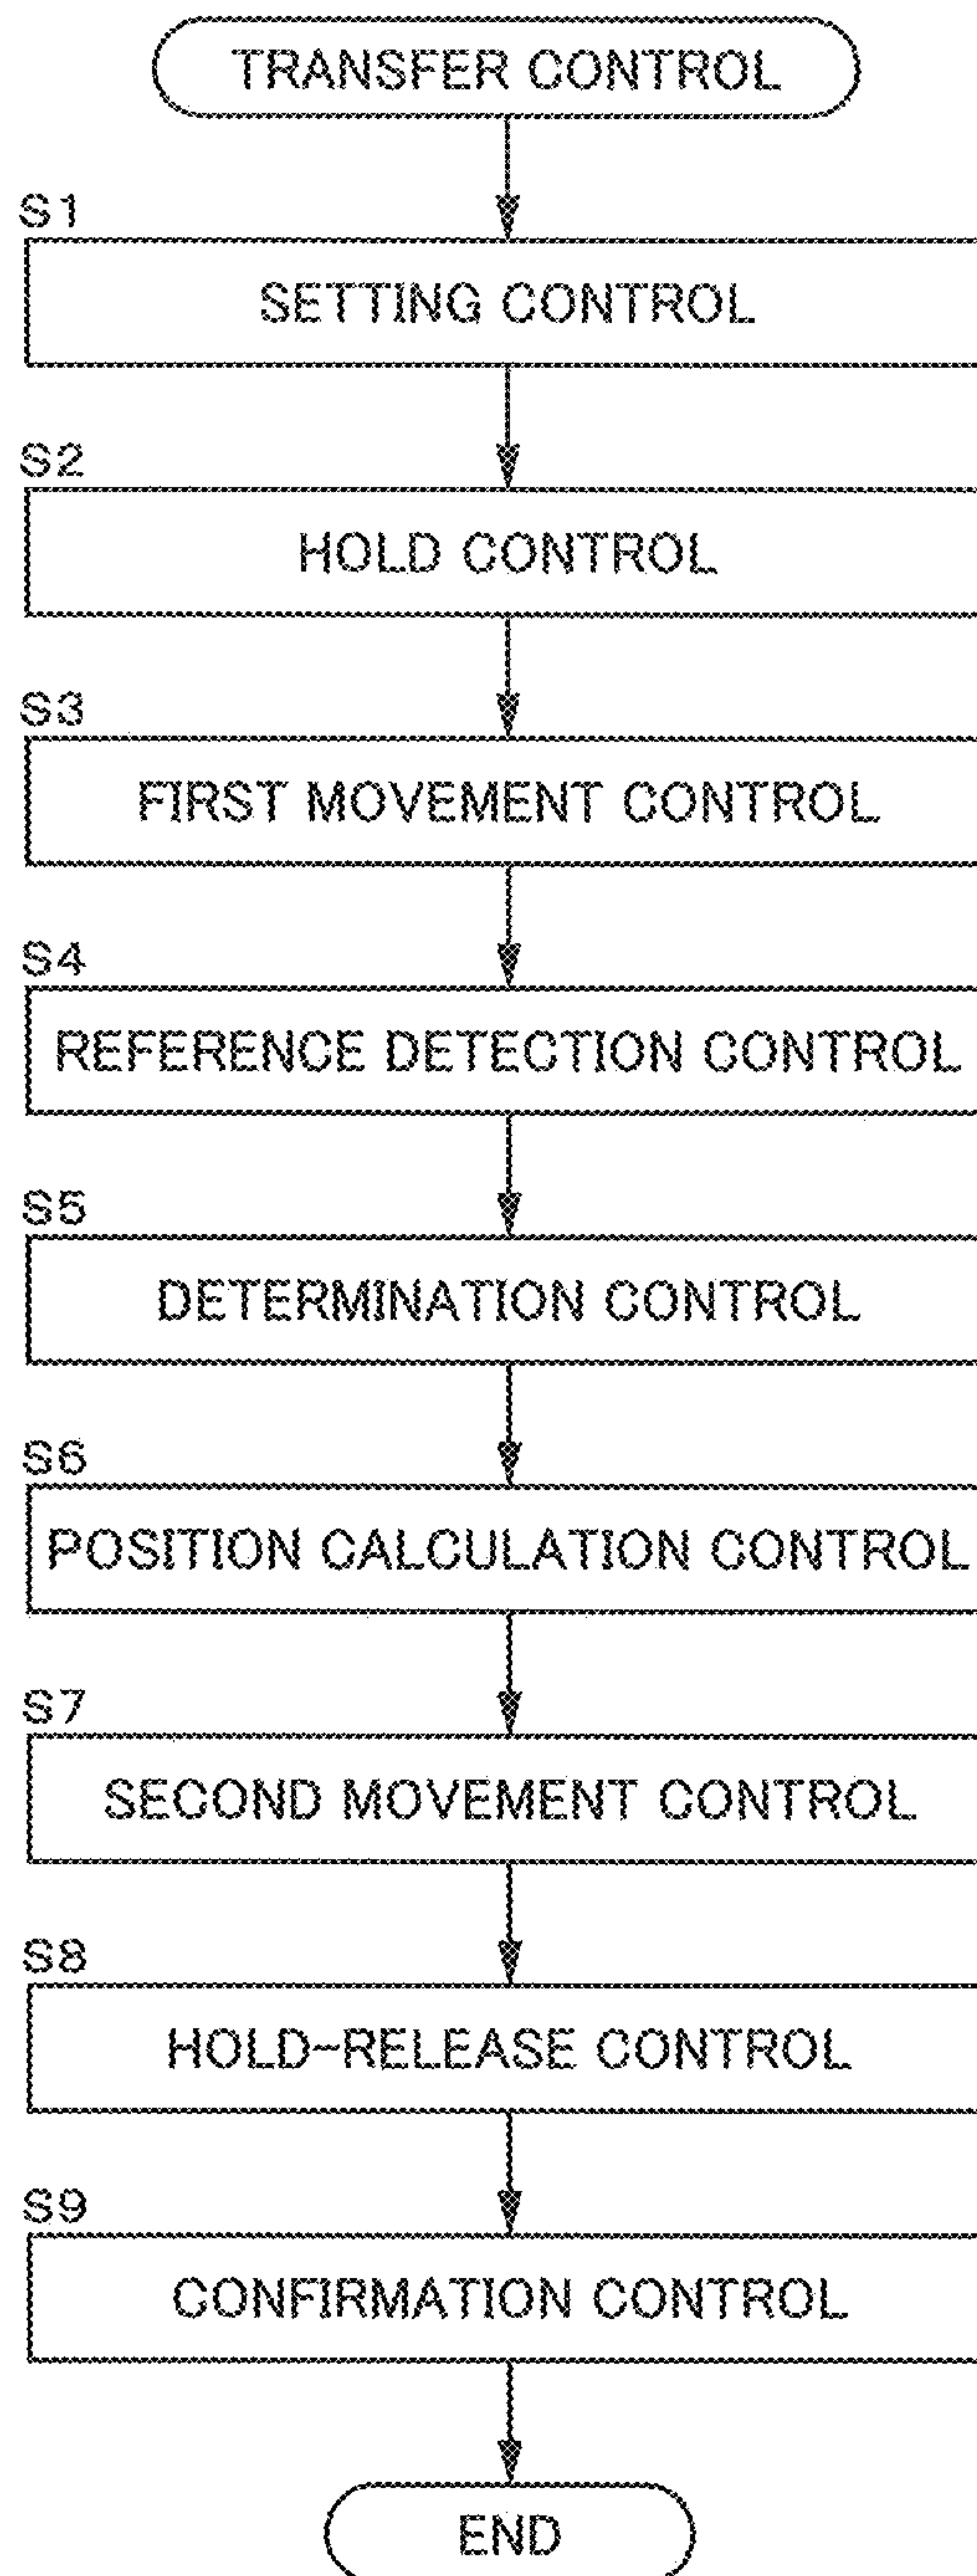 TRANSFER CONTROL
S1
SETTING CONTROL
S2
HOLD CONTROL
S3
FIRST MOVEMENT CONTROL
S4
REFERENCE DETECTION CONTROL
S5
DETERMINATION CONTROL
S6
POSITION CALCULATION CONTROL
S7
SECOND MOVEMENT CONTROL
S8
HOLD-RELEASE CONTROL
S9
CONFIRMATION CONTROL
END